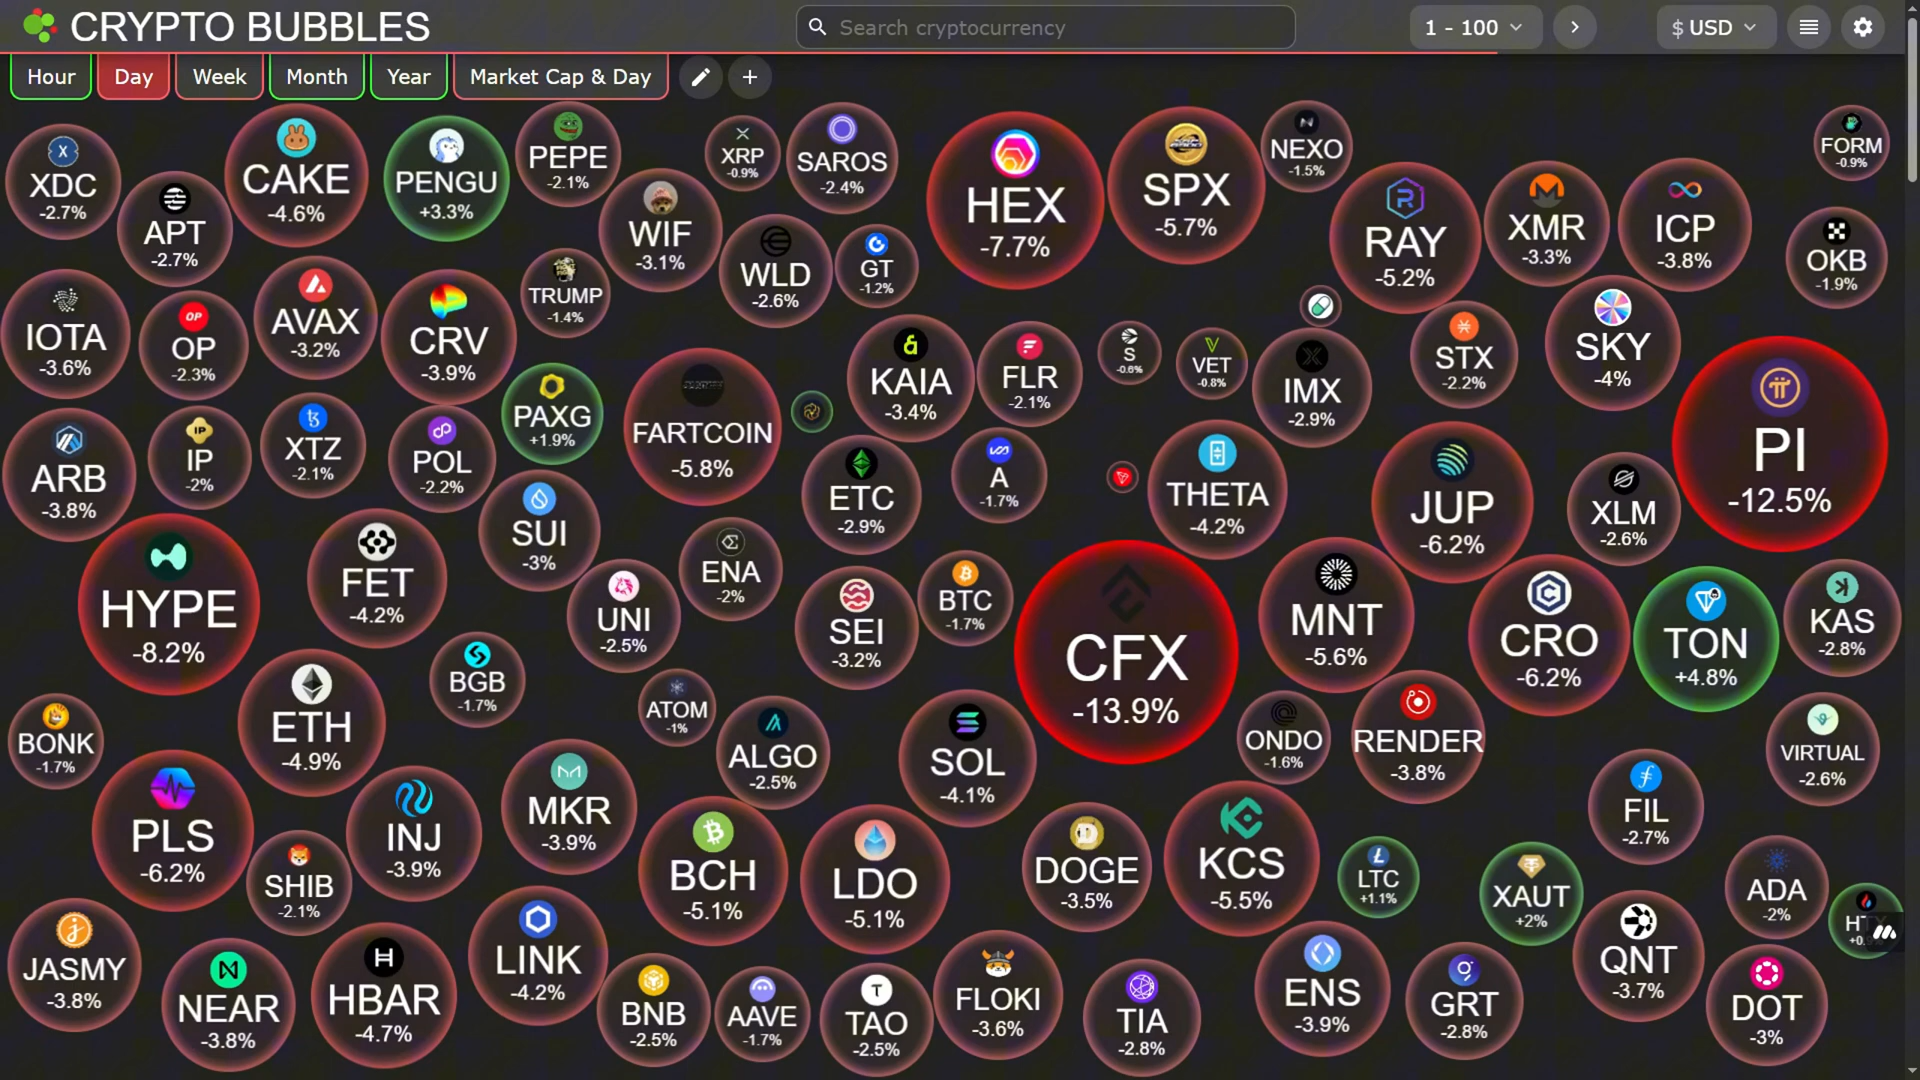 CRYPTO BUBBLES
Search cryptocurrency
1 - 100
$ USD
Hour
Day
Week
Month
Year
Market Cap & Day
XDC
-2.7%
APT
-2.7%
CAKE
-4.6%
PENGU
+3.3%
PEPE
-2.1%
WIF
-3.1%
XRP
-0.9%
SAROS
-2.4%
WLD
-2.6%
GT
-1.2%
HEX
-7.7%
SPX
-5.7%
NEXO
-1.5%
RAY
-5.2%
XMR
-3.3%
ICP
-3.8%
FORM
-0.9%
OKB
-1.9%
IOTA
-3.6%
OP
OP
-2.3%
AVAX
-3.2%
CRV
-3.9%
TRUMP
-1.4%
PAXG
+1.9%
FARTCOIN
-5.8%
KAIA
-3.4%
FLR
-2.1%
S
-0.6%
VET
-0.8%
IMX
-2.9%
STX
-2.2%
SKY
-4%
PI
-12.5%
ARB
-3.8%
IP
IP
-2%
XTZ
-2.1%
POL
-2.2%
SUI
-3%
ETC
-2.9%
A
-1.7%
THETA
-4.2%
JUP
-6.2%
XLM
-2.6%
HYPE
-8.2%
FET
-4.2%
UNI
-2.5%
ENA
-2%
SEI
-3.2%
BTC
-1.7%
CFX
-13.9%
MNT
-5.6%
CRO
-6.2%
TON
+4.8%
KAS
-2.8%
BONK
-1.7%
ETH
-4.9%
BGB
-1.7%
ATOM
-1%
ALGO
-2.5%
SOL
-4.1%
ONDO
-1.6%
RENDER
-3.8%
VIRTUAL
-2.6%
PLS
-6.2%
SHIB
-2.1%
INJ
-3.9%
MKR
-3.9%
BCH
-5.1%
LDO
-5.1%
DOGE
-3.5%
KCS
-5.5%
LTC
+1.1%
XAUT
+2%
FIL
-2.7%
ADA
-2%
JASMY
-3.8%
NEAR
-3.8%
HBAR
-4.7%
LINK
-4.2%
BNB
-2.5%
AAVE
-1.7%
TAO
-2.5%
FLOKI
-3.6%
TIA
-2.8%
ENS
-3.9%
GRT
-2.8%
QNT
-3.7%
DOT
-3%